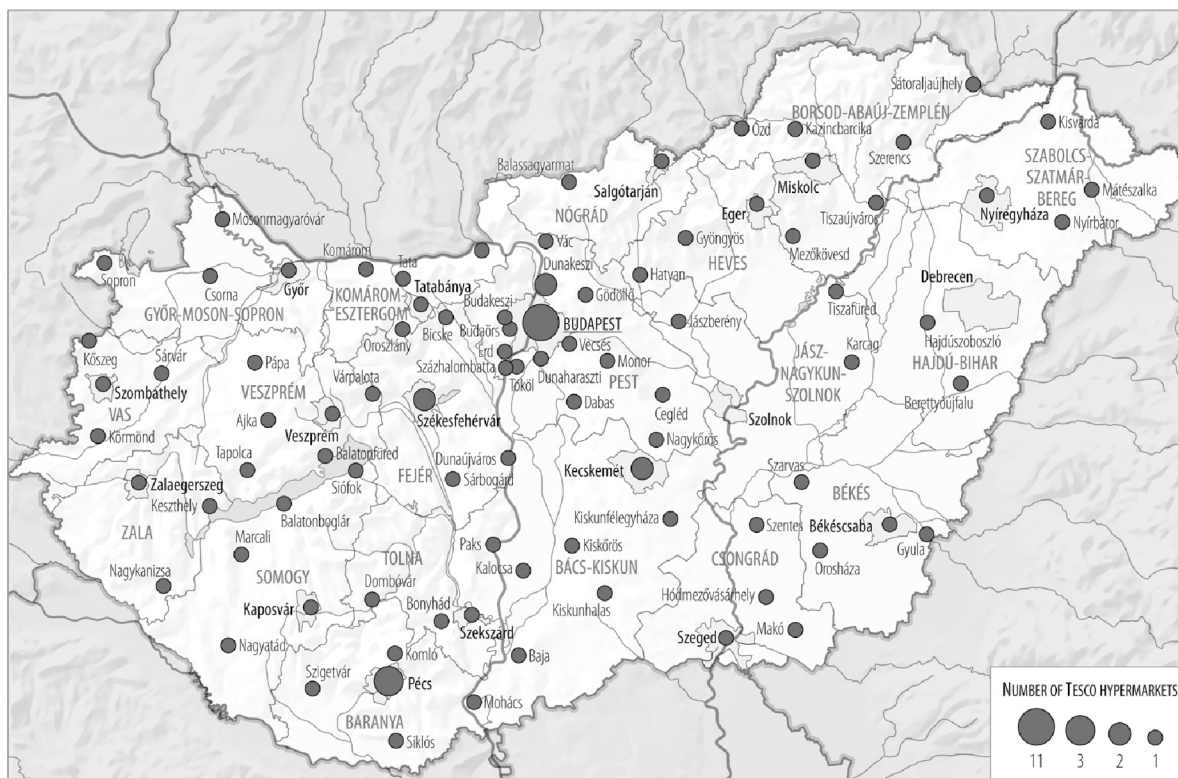 Sátoraljaújhely
BORSOD-ABAÚJ-ZEMPLÉN
Ózd
Kazincbarcika
Kisvárda
Szerencs
SZABOLCS-
SZATMÁR-
BEREG
Balassagyarmat
Salgótarján
Miskolc
Mátészalka
Nyíregyháza
Nyírbátor
NÓGRÁD
Eger
Tiszaújváros
Mosonmagyaróvár
Vác
Gyöngyös
Mezőkövesd
HEVES
Komárom
Dunakeszi
Sopron
Csorna
Győr
Tata
Hatvan
Debrecen
KOMÁROM-
ESZTERGOM
Tatabánya
Budakeszi
Gödöllő
Tiszafüred
GYŐR-MOSON-SOPRON
Bicske
Budaörs
BUDAPEST
Jászberény
Oroszlány
Kőszeg
Sárvár
Érd
Vecsés
Hajdúszoboszló
Pápa
Százhalombatta
Monor
JÁSZ-
NAGYKUN-
SZOLNOK
Karcag
HAJDÚ-BIHAR
Szombathely
VESZPRÉM
Várpalota
Tököl
Dunaharaszti
PEST
VAS
Dabas
Cegléd
Berettyóújfalu
Ajka
Székesfehérvár
Szolnok
Körmönd
Veszprém
Nagykőrös
Tapolca
Balatonfüred
Dunaújváros
Kecskemét
Szarvas
Zalaegerszeg
Siófok
FEJÉR
Sárbogárd
BÉKÉS
Keszthely
Balatonboglár
Kiskunfélegyháza
Szentes
Békéscsaba
ZALA
Marcali
Paks
Kiskőrös
CSONGRÁD
Gyula
TOLNA
Orosháza
Nagykanizsa
SOMOGY
Dombóvár
Kalocsa
BÁCS-KISKUN
Kaposvár
Bonyhád
Kiskunhalas
Hódmezővásárhely
Szekszárd
Szeged
Makó
Nagyatád
Komló
Baja
Szigetvár
Pécs
Mohács
BARANYA
Siklós
NUMBER OF TESCO HYPERMARKETS
11 3 2 1